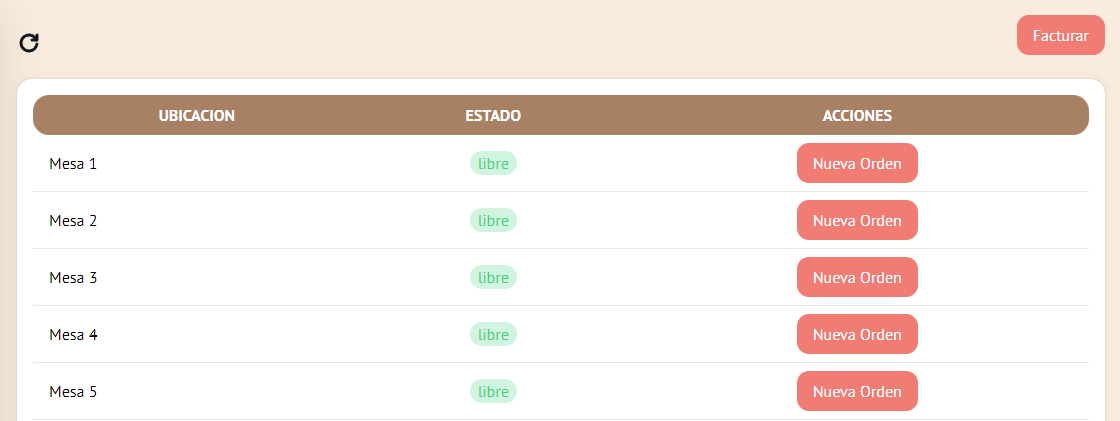 Facturar
UBICACION ESTADO ACCIONES
Mesa 1 libre Nueva Orden
Mesa 2 libre Nueva Orden
Mesa 3 libre Nueva Orden
Mesa 4 libre Nueva Orden
Mesa 5 libre Nueva Orden